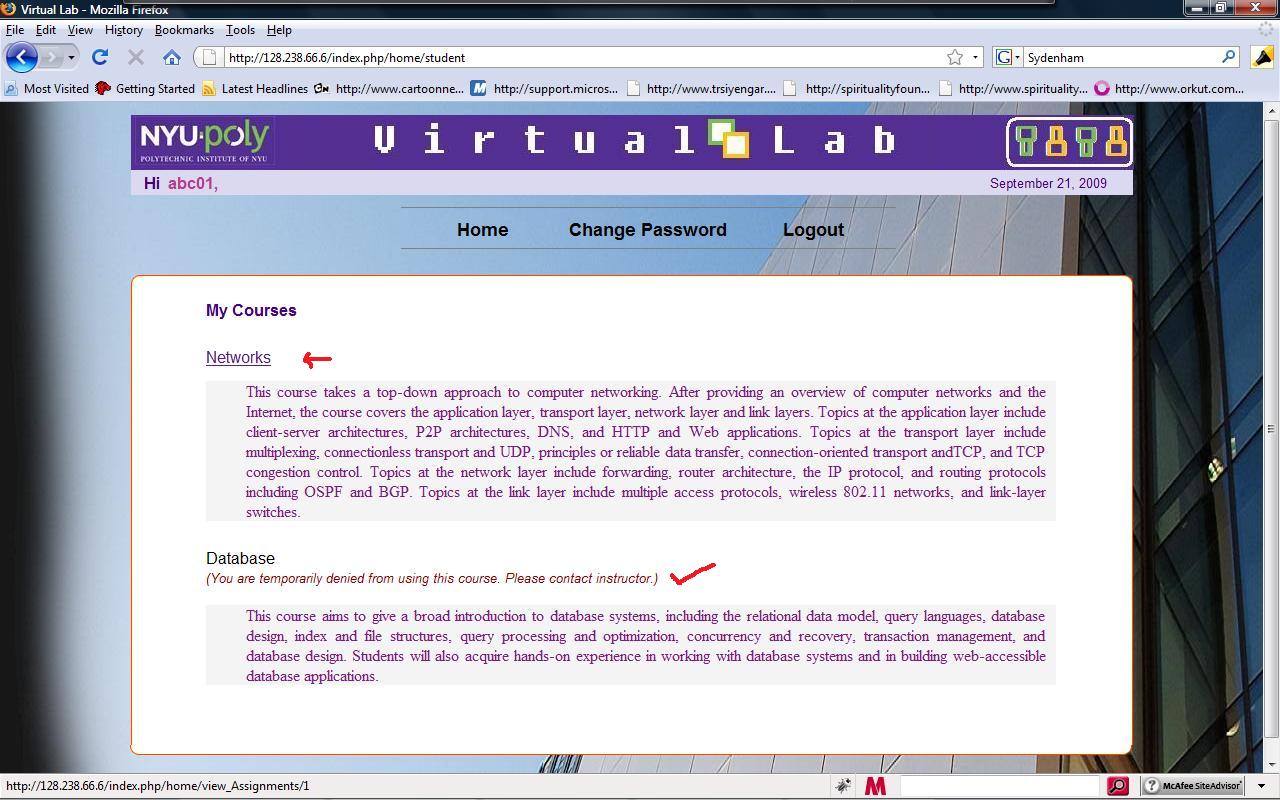 Virtual Lab - Mozilla Firefox
File Edit View History Bookmarks Tools Help
http://128.238.66.6/index.php/home/student
Sydenham
Most Visited Getting Started Latest Headlines http://www.cartoonne... http://support.micros... http://www.trsiyengar.... http://spiritualityfoun... http://www.spirituality... http://www.orkut.com...
NYU·poly
POLYTECHNIC INSTITUTE OF NYU
Virtual Lab
Hi abc01,
September 21, 2009
Home Change Password Logout
My Courses
Networks
This course takes a top-down approach to computer networking. After providing an overview of computer networks and the
Internet, the course covers the application layer, transport layer, network layer and link layers. Topics at the application layer include
client-server architectures, P2P architectures, DNS, and HTTP and Web applications. Topics at the transport layer include
multiplexing, connectionless transport and UDP, principles or reliable data transfer, connection-oriented transport andTCP, and TCP
congestion control. Topics at the network layer include forwarding, router architecture, the IP protocol, and routing protocols
including OSPF and BGP. Topics at the link layer include multiple access protocols, wireless 802.11 networks, and link-layer
switches.
Database
(You are temporarily denied from using this course. Please contact instructor.)
This course aims to give a broad introduction to database systems, including the relational data model, query languages, database
design, index and file structures, query processing and optimization, concurrency and recovery, transaction management, and
database design. Students will also acquire hands-on experience in working with database systems and in building web-accessible
database applications.
http://128.238.66.6/index.php/home/view_Assignments/1
McAfee SiteAdvisor